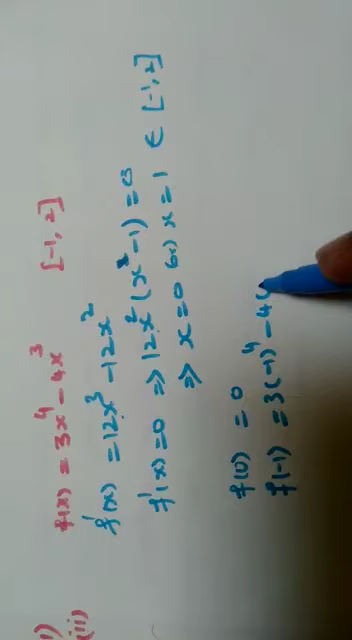 i)
(ii)
f(x) = 3x⁴ - 4x³ [-1, 2]
f'(x) = 12x³ - 12x²
f'(x) = 0 ⇒ 12x²(x - 1) = 0
⇒ x = 0 (or) x = 1 ∈ [-1, 2]
f(0) = 0
f(-1) = 3(-1)⁴ - 4(